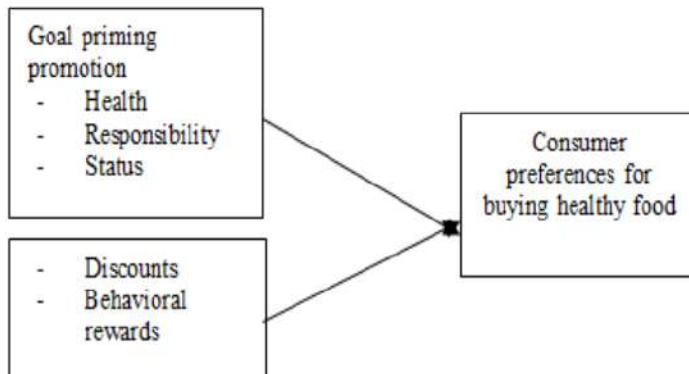 Goal priming
promotion
- Health
- Responsibility
- Status
Consumer
preferences for
buying healthy food
- Discounts
- Behavioral
rewards